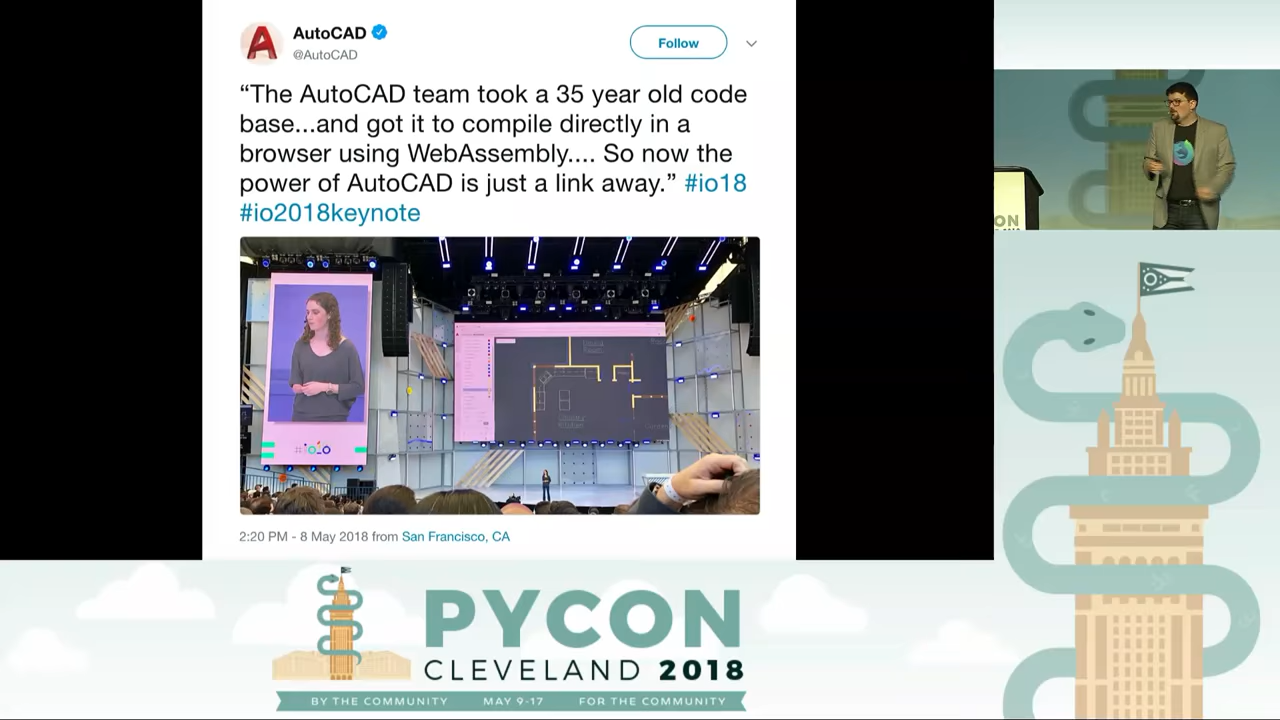 AutoCAD
@AutoCAD
Follow
“The AutoCAD team took a 35 year old code
base...and got it to compile directly in a
browser using WebAssembly.... So now the
power of AutoCAD is just a link away.” #io18
#io2018keynote
2:20 PM - 8 May 2018 from San Francisco, CA
ON
PYCON
CLEVELAND 2018
BY THE COMMUNITY MAY 9-17 FOR THE COMMUNITY